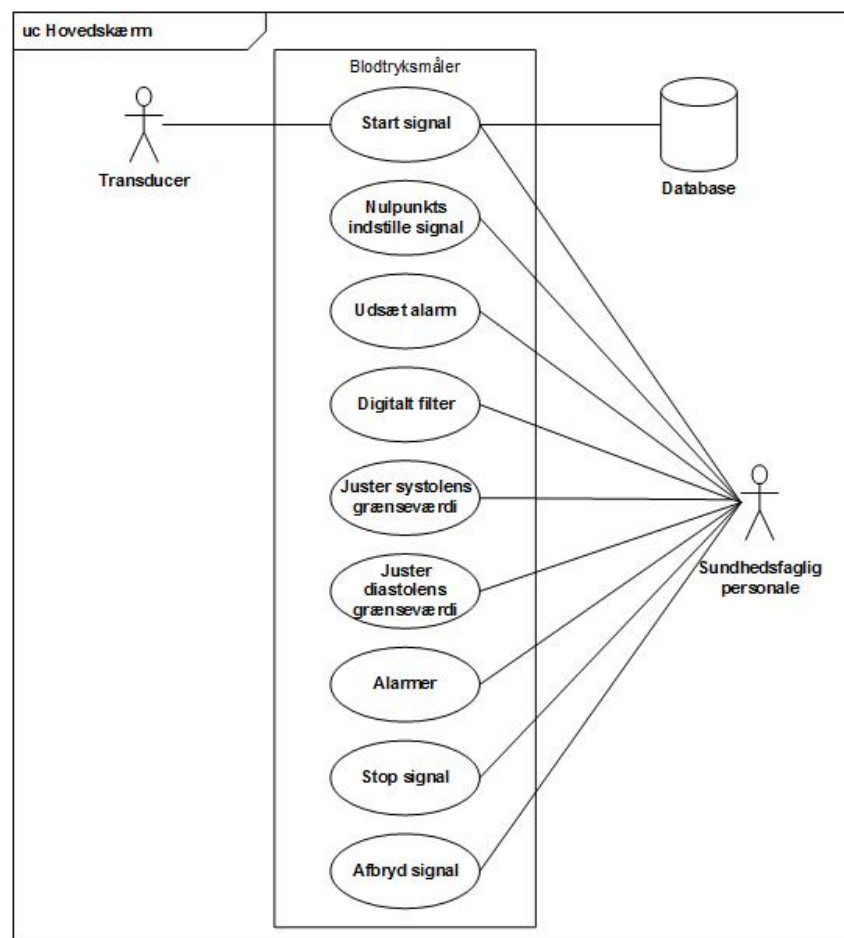 uc Hovedskærm
Blodtryksmåler
Start signal
Transducer
Database
Nulpunkts
indstille signal
Udsæt alarm
Digitalt filter
Juster systolens
grænseværdi
Juster
diastolens
grænseværdi
Sundhedsfaglig
personale
Alarmer
Stop signal
Afbryd signal